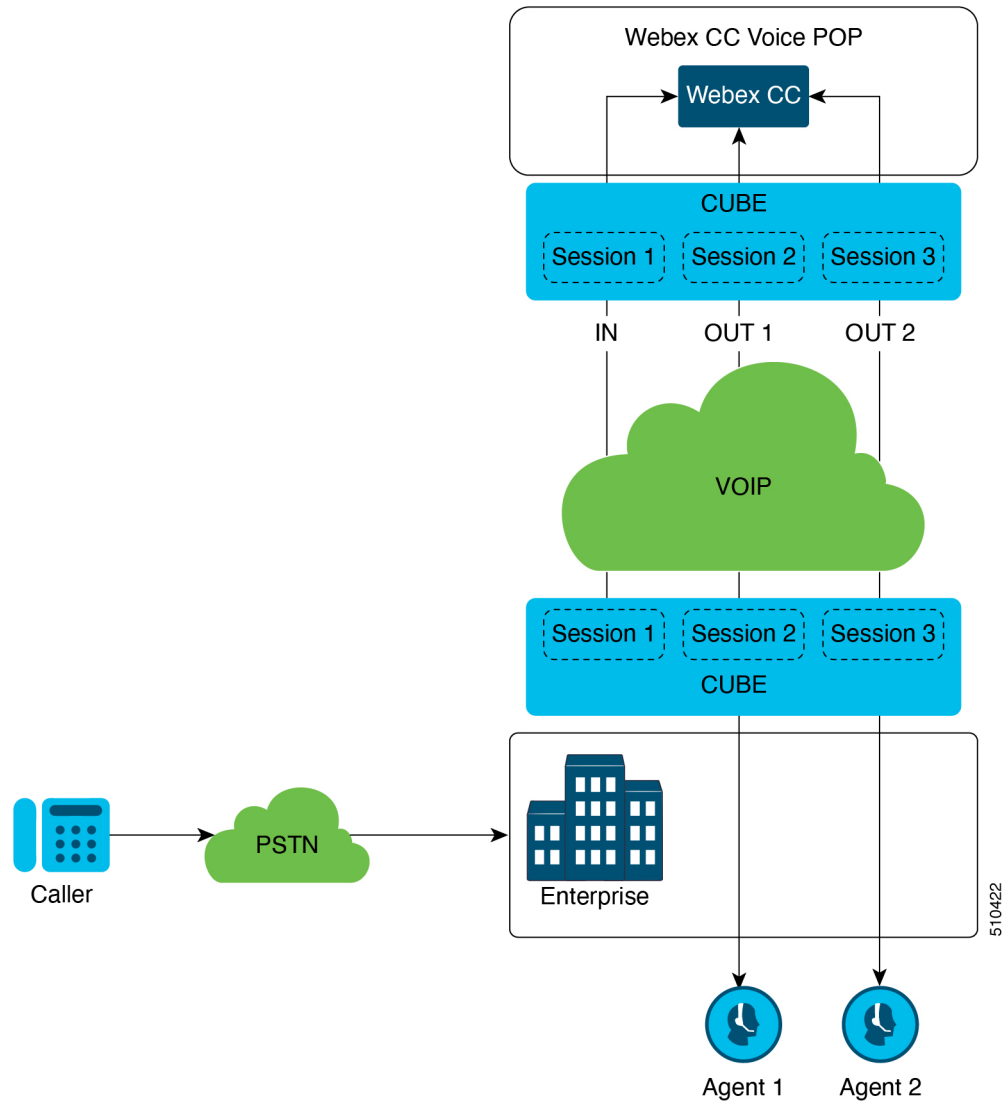 Webex CC Voice POP
Webex CC
CUBE
Session 1 Session 2 Session 3
IN OUT 1 OUT 2
VOIP
Session 1 Session 2 Session 3
CUBE
PSTN
Caller
Enterprise
510422
Agent 1 Agent 2